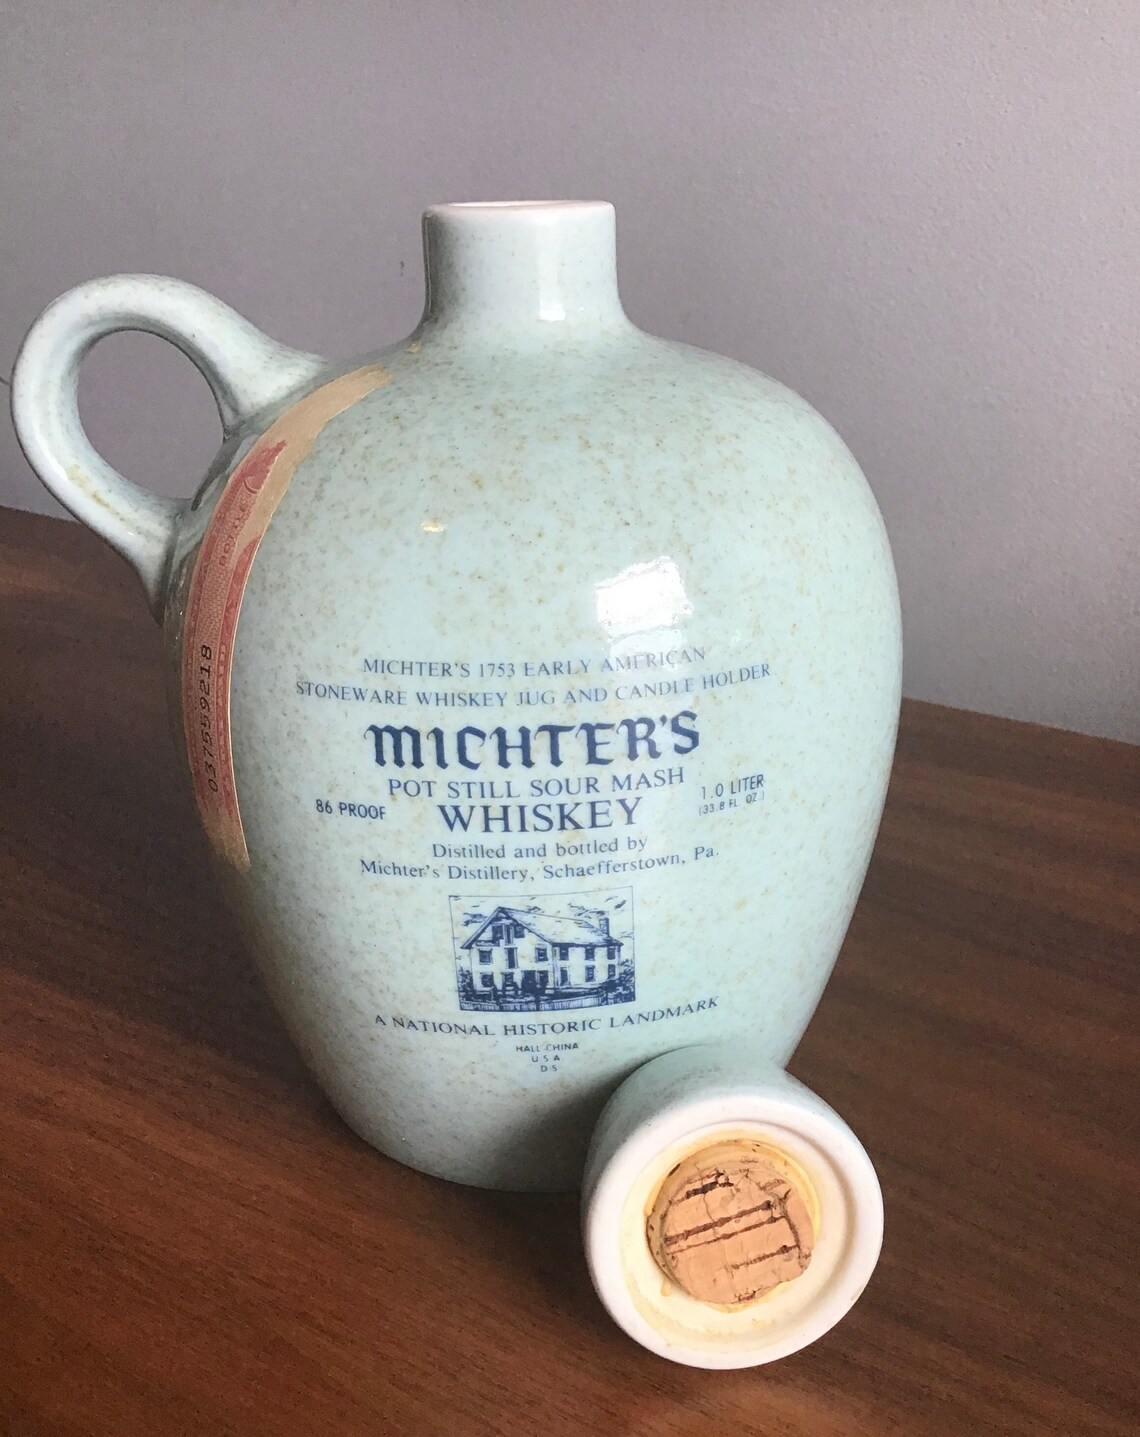 MICHTER'S 1753 EARLY AMERICAN
STONEWARE WHISKEY JUG AND CANDLE HOLDER
MICHTER'S
POT STILL SOUR MASH
86 PROOF
WHISKEY
1.0 LITER
(33.8 FL. OZ.)
Distilled and bottled by
Michter's Distillery, Schaefferstown, Pa.
A NATIONAL HISTORIC LANDMARK
HALL CHINA
U S A
D S
037559218